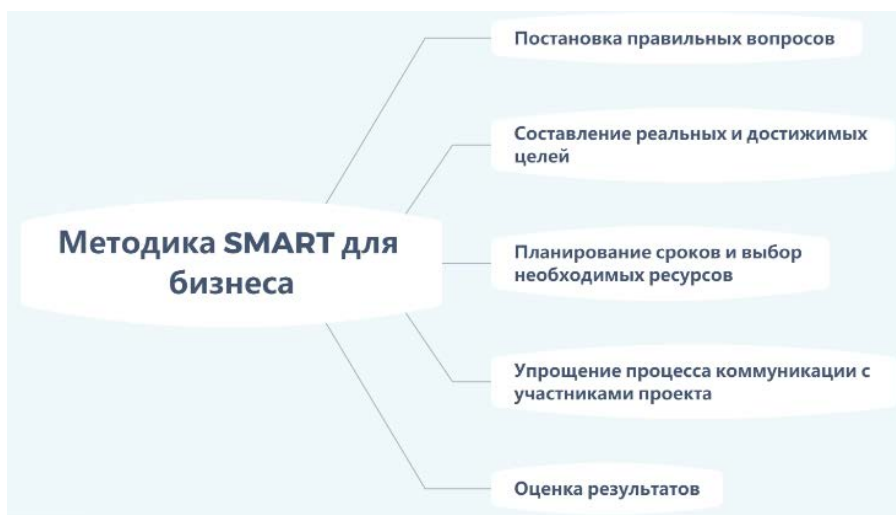 Постановка правильных вопросов
Составление реальных и достижимых
целей
Методика SMART для
бизнеса
Планирование сроков и выбор
необходимых ресурсов
Упрощение процесса коммуникации с
участниками проекта
Оценка результатов